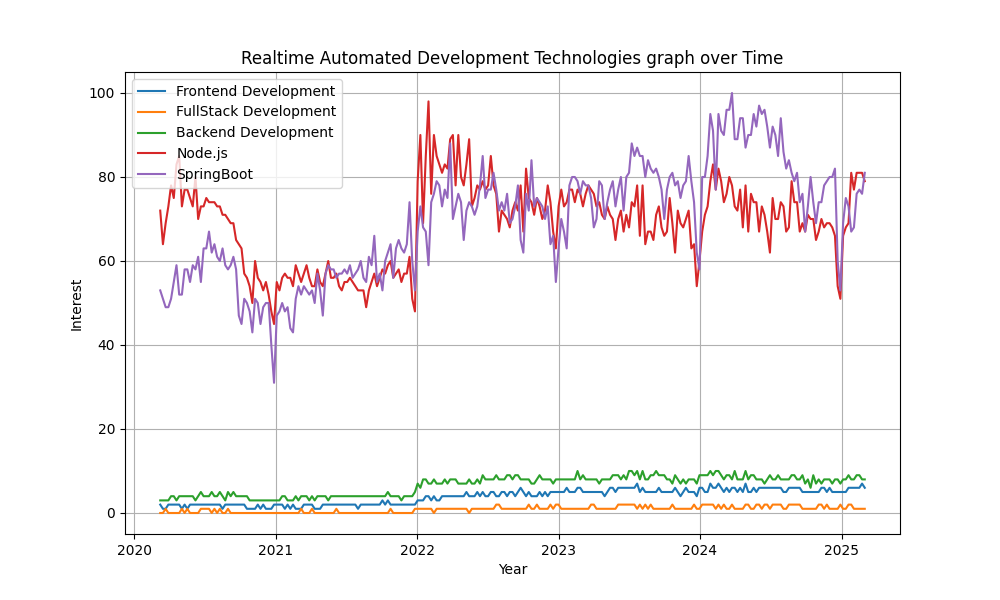 Realtime Automated Development Technologies graph over Time
Frontend Development
FullStack Development
Backend Development
Node.js
SpringBoot
100
80
60
40
20
0
Interest
2020 2021 2022 2023 2024 2025
Year